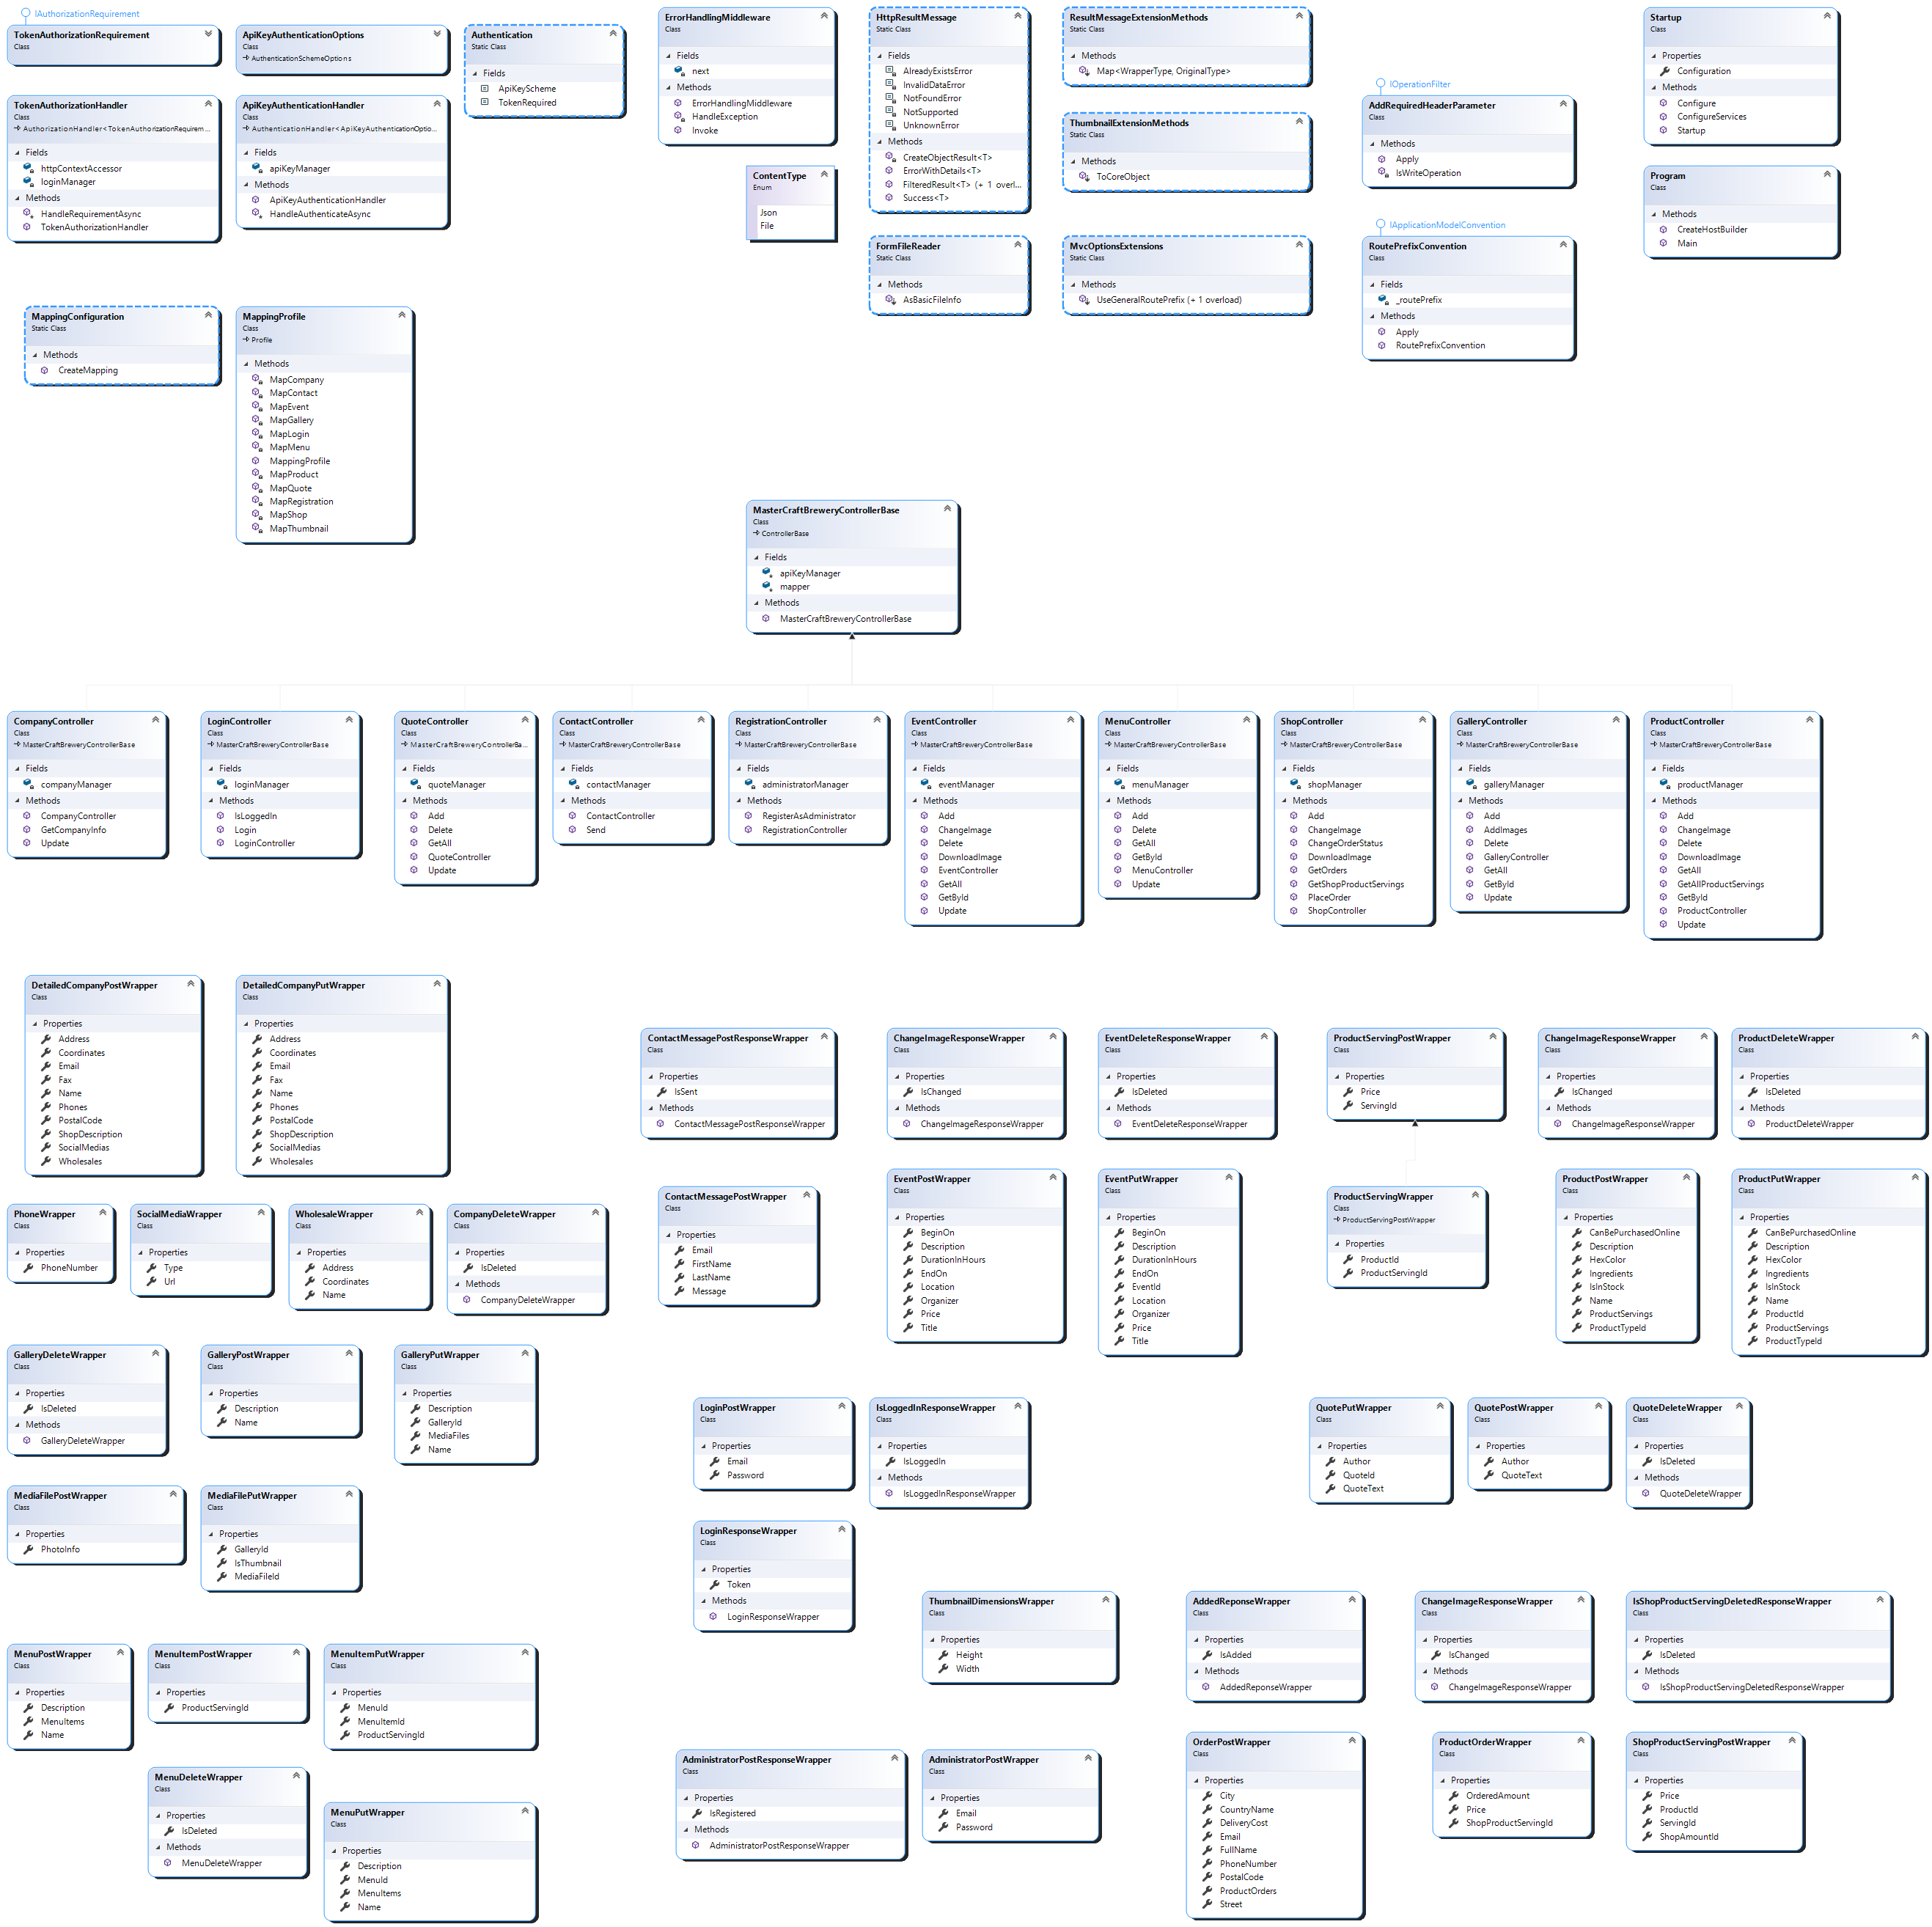 IAuthorizationRequirement
TokenAuthorizationRequirement
Class
ApiKeyAuthenticationOptions
Class
AuthenticationSchemeOptions
Authentication
Static Class
Fields
ApiKeyScheme
TokenRequired
ErrorHandlingMiddleware
Class
Fields
next
Methods
ErrorHandlingMiddleware
HandleException
Invoke
HttpResultMessage
Static Class
Fields
AlreadyExistsError
InvalidDataError
NotFoundError
NotSupported
UnknownError
Methods
CreateObjectResult<T>
ErrorWithDetails<T>
FilteredResult<T> (+ 1 overl...
Success<T>
ResultMessageExtensionMethods
Static Class
Methods
Map<WrapperType, OriginalType>
Startup
Class
Properties
Configuration
Methods
Configure
ConfigureServices
Startup
TokenAuthorizationHandler
Class
AuthorizationHandler<TokenAuthorizationRequirem...
Fields
httpContextAccessor
loginManager
Methods
HandleRequirementAsync
TokenAuthorizationHandler
ApiKeyAuthenticationHandler
Class
AuthenticationHandler<ApiKeyAuthenticationOptio...
Fields
apiKeyManager
Methods
ApiKeyAuthenticationHandler
HandleAuthenticateAsync
ContentType
Enum
Json
File
ThumbnailExtensionMethods
Static Class
Methods
ToCoreObject
IOperationFilter
AddRequiredHeaderParameter
Class
Methods
Apply
IsWriteOperation
Program
Class
Methods
CreateHostBuilder
Main
FormFileReader
Static Class
Methods
AsBasicFileInfo
MvcOptionsExtensions
Static Class
Methods
UseGeneralRoutePrefix (+ 1 overload)
IApplicationModelConvention
RoutePrefixConvention
Class
Fields
_routePrefix
Methods
Apply
RoutePrefixConvention
MappingConfiguration
Static Class
Methods
CreateMapping
MappingProfile
Class
Profile
Methods
MapCompany
MapContact
MapEvent
MapGallery
MapLogin
MapMenu
MappingProfile
MapProduct
MapQuote
MapRegistration
MapShop
MapThumbnail
MasterCraftBreweryControllerBase
Class
ControllerBase
Fields
apiKeyManager
mapper
Methods
MasterCraftBreweryControllerBase
CompanyController
Class
MasterCraftBreweryControllerBase
Fields
companyManager
Methods
CompanyController
GetCompanyInfo
Update
LoginController
Class
MasterCraftBreweryControllerBase
Fields
loginManager
Methods
IsLoggedIn
Login
LoginController
QuoteController
Class
MasterCraftBreweryControllerBa...
Fields
quoteManager
Methods
Add
Delete
GetAll
QuoteController
Update
ContactController
Class
MasterCraftBreweryControllerBase
Fields
contactManager
Methods
ContactController
Send
RegistrationController
Class
MasterCraftBreweryControllerBase
Fields
administratorManager
Methods
RegisterAsAdministrator
RegistrationController
EventController
Class
MasterCraftBreweryControllerBase
Fields
eventManager
Methods
Add
ChangeImage
Delete
DownloadImage
EventController
GetAll
GetById
Update
MenuController
Class
MasterCraftBreweryControllerBase
Fields
menuManager
Methods
Add
Delete
GetAll
GetById
MenuController
Update
ShopController
Class
MasterCraftBreweryControllerBase
Fields
shopManager
Methods
Add
ChangeImage
ChangeOrderStatus
DownloadImage
GetOrders
GetShopProductServings
PlaceOrder
ShopController
GalleryController
Class
MasterCraftBreweryControllerBase
Fields
galleryManager
Methods
Add
AddImages
Delete
GalleryController
GetAll
GetById
Update
ProductController
Class
MasterCraftBreweryControllerBase
Fields
productManager
Methods
Add
ChangeImage
Delete
DownloadImage
GetAll
GetAllProductServings
GetById
ProductController
Update
DetailedCompanyPostWrapper
Class
Properties
Address
Coordinates
Email
Fax
Name
Phones
PostalCode
ShopDescription
SocialMedias
Wholesales
DetailedCompanyPutWrapper
Class
Properties
Address
Coordinates
Email
Fax
Name
Phones
PostalCode
ShopDescription
SocialMedias
Wholesales
ContactMessagePostResponseWrapper
Class
Properties
IsSent
Methods
ContactMessagePostResponseWrapper
ChangeImageResponseWrapper
Class
Properties
IsChanged
Methods
ChangeImageResponseWrapper
EventDeleteResponseWrapper
Class
Properties
IsDeleted
Methods
EventDeleteResponseWrapper
ProductServingPostWrapper
Class
Properties
Price
ServingId
ChangeImageResponseWrapper
Class
Properties
IsChanged
Methods
ChangeImageResponseWrapper
ProductDeleteWrapper
Class
Properties
IsDeleted
Methods
ProductDeleteWrapper
PhoneWrapper
Class
Properties
PhoneNumber
SocialMediaWrapper
Class
Properties
Type
Url
WholesaleWrapper
Class
Properties
Address
Coordinates
Name
CompanyDeleteWrapper
Class
Properties
IsDeleted
Methods
CompanyDeleteWrapper
ContactMessagePostWrapper
Class
Properties
Email
FirstName
LastName
Message
EventPostWrapper
Class
Properties
BeginOn
Description
DurationInHours
EndOn
Location
Organizer
Price
Title
EventPutWrapper
Class
Properties
BeginOn
Description
DurationInHours
EndOn
EventId
Location
Organizer
Price
Title
ProductServingWrapper
Class
ProductServingPostWrapper
Properties
ProductId
ProductServingId
ProductPostWrapper
Class
Properties
CanBePurchasedOnline
Description
HexColor
Ingredients
IsInStock
Name
ProductServings
ProductTypeId
ProductPutWrapper
Class
Properties
CanBePurchasedOnline
Description
HexColor
Ingredients
IsInStock
Name
ProductId
ProductServings
ProductTypeId
GalleryDeleteWrapper
Class
Properties
IsDeleted
Methods
GalleryDeleteWrapper
GalleryPostWrapper
Class
Properties
Description
Name
GalleryPutWrapper
Class
Properties
Description
GalleryId
MediaFiles
Name
LoginPostWrapper
Class
Properties
Email
Password
IsLoggedInResponseWrapper
Class
Properties
IsLoggedIn
Methods
IsLoggedInResponseWrapper
QuotePutWrapper
Class
Properties
Author
QuoteId
QuoteText
QuotePostWrapper
Class
Properties
Author
QuoteText
QuoteDeleteWrapper
Class
Properties
IsDeleted
Methods
QuoteDeleteWrapper
MediaFilePostWrapper
Class
Properties
PhotoInfo
MediaFilePutWrapper
Class
Properties
GalleryId
IsThumbnail
MediaFileId
LoginResponseWrapper
Class
Properties
Token
Methods
LoginResponseWrapper
ThumbnailDimensionsWrapper
Class
Properties
Height
Width
AddedReponseWrapper
Class
Properties
IsAdded
Methods
AddedReponseWrapper
ChangeImageResponseWrapper
Class
Properties
IsChanged
Methods
ChangeImageResponseWrapper
IsShopProductServingDeletedResponseWrapper
Class
Properties
IsDeleted
Methods
IsShopProductServingDeletedResponseWrapper
MenuPostWrapper
Class
Properties
Description
MenuItems
Name
MenuItemPostWrapper
Class
Properties
ProductServingId
MenuItemPutWrapper
Class
Properties
MenuId
MenuItemId
ProductServingId
MenuDeleteWrapper
Class
Properties
IsDeleted
Methods
MenuDeleteWrapper
MenuPutWrapper
Class
Properties
Description
MenuId
MenuItems
Name
AdministratorPostResponseWrapper
Class
Properties
IsRegistered
Methods
AdministratorPostResponseWrapper
AdministratorPostWrapper
Class
Properties
Email
Password
OrderPostWrapper
Class
Properties
City
CountryName
DeliveryCost
Email
FullName
PhoneNumber
PostalCode
ProductOrders
Street
ProductOrderWrapper
Class
Properties
OrderedAmount
Price
ShopProductServingId
ShopProductServingPostWrapper
Class
Properties
Price
ProductId
ServingId
ShopAmountId